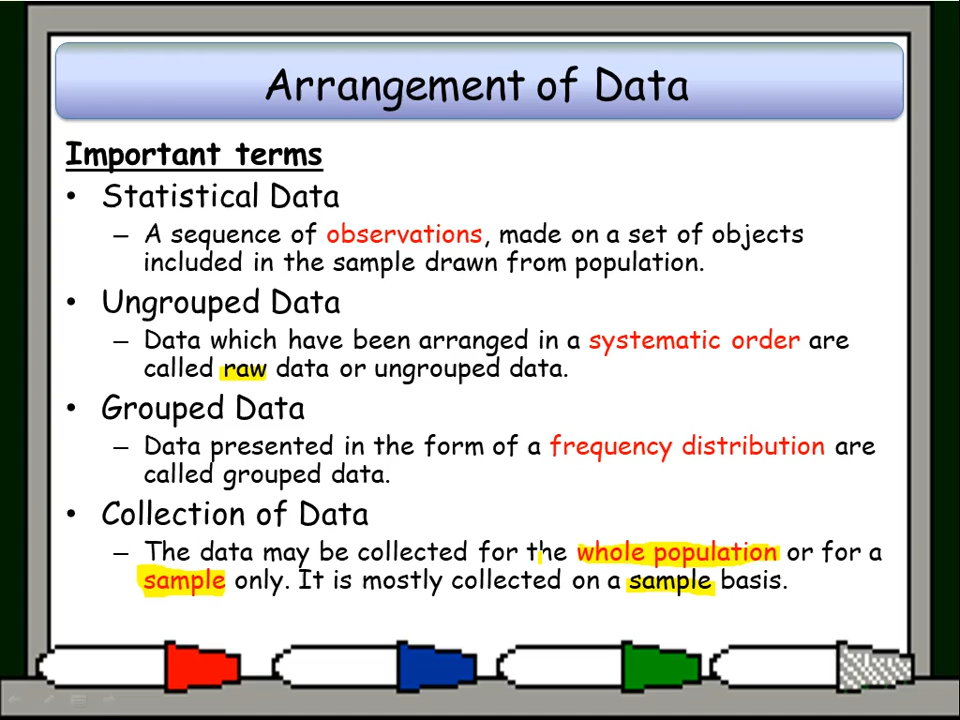 Arrangement of Data
Important terms
• Statistical Data
– A sequence of observations, made on a set of objects
included in the sample drawn from population.
• Ungrouped Data
– Data which have been arranged in a systematic order are
called raw data or ungrouped data.
• Grouped Data
– Data presented in the form of a frequency distribution are
called grouped data.
• Collection of Data
– The data may be collected for the whole population or for a
sample only. It is mostly collected on a sample basis.